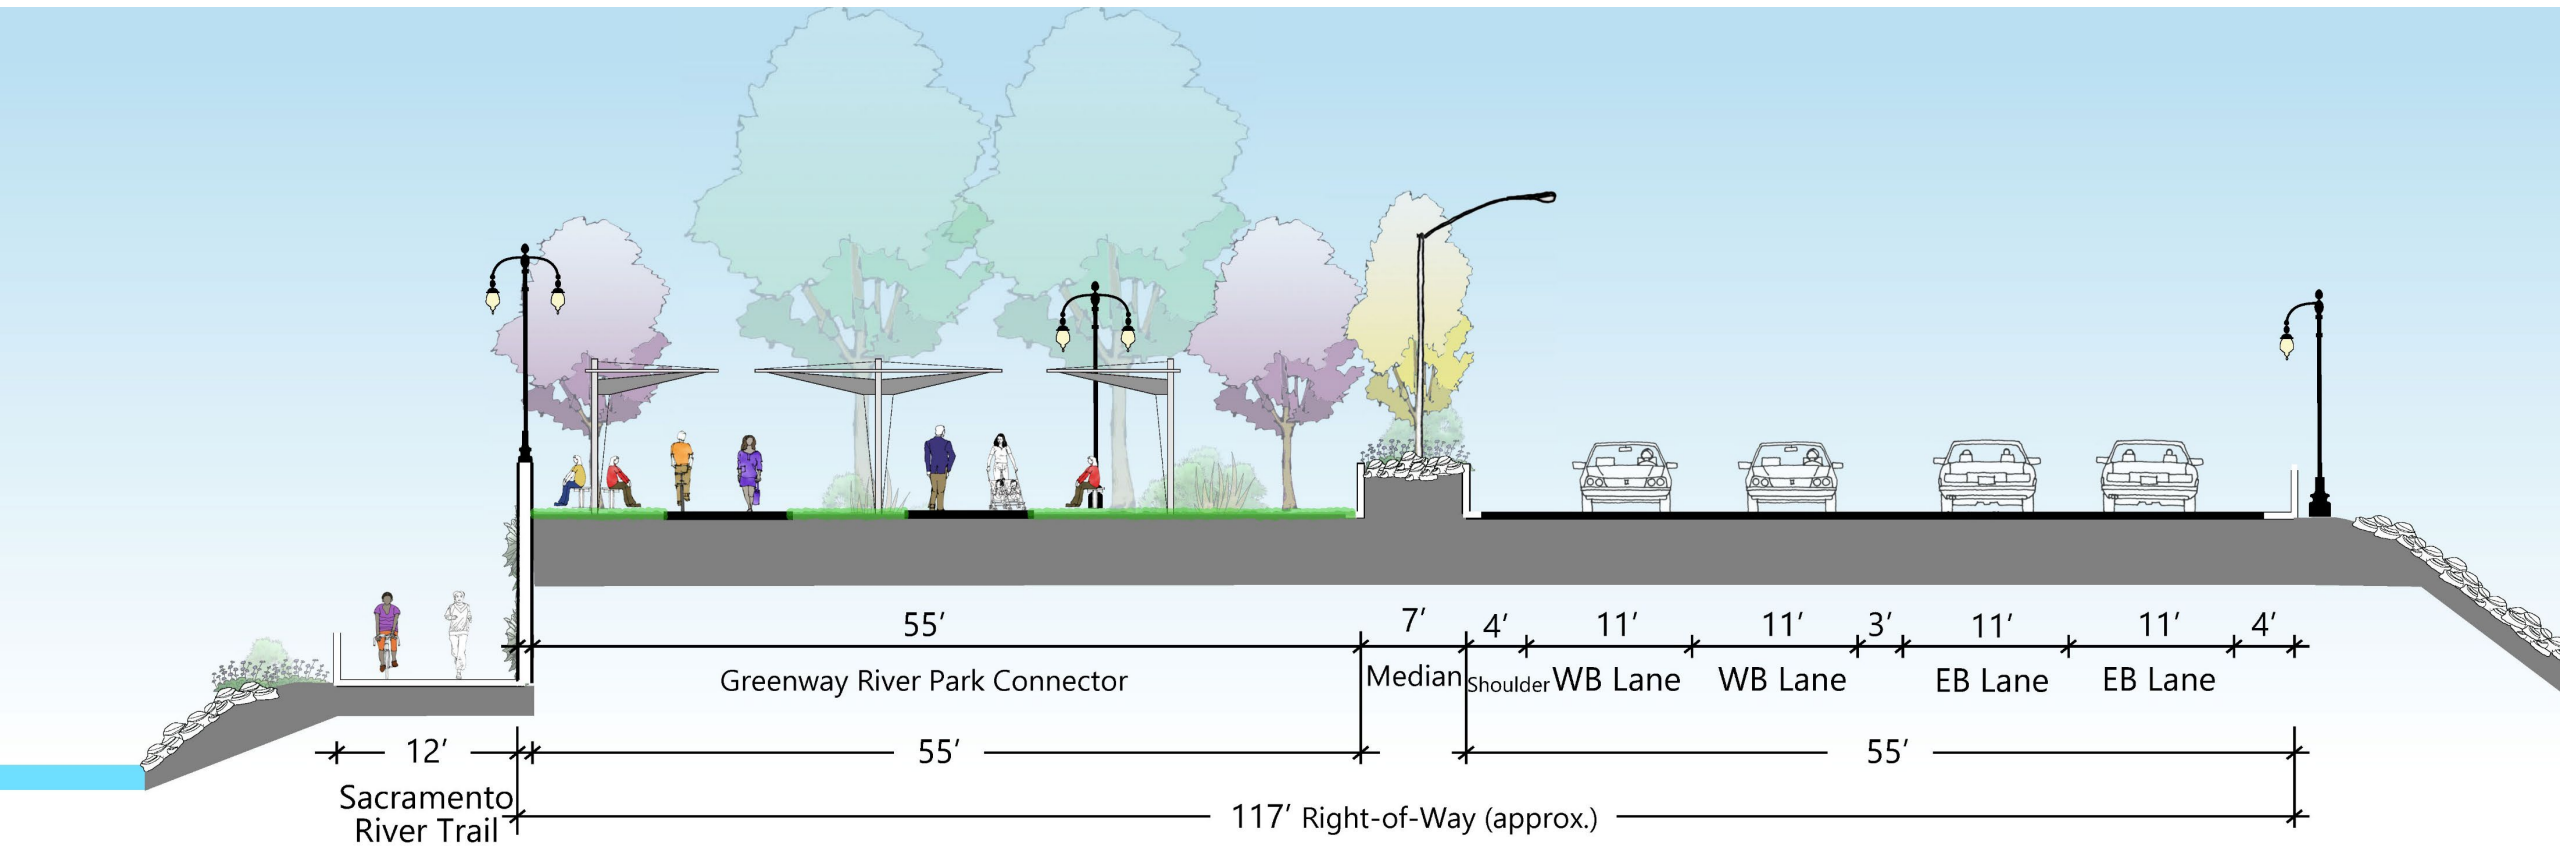 55′
7′
4′
11′
11′
3′
11′
11′
4′
Greenway River Park Connector
Median
Shoulder
WB Lane
WB Lane
EB Lane
EB Lane
12′
55′
55′
Sacramento
River Trail
117′ Right-of-Way (approx.)